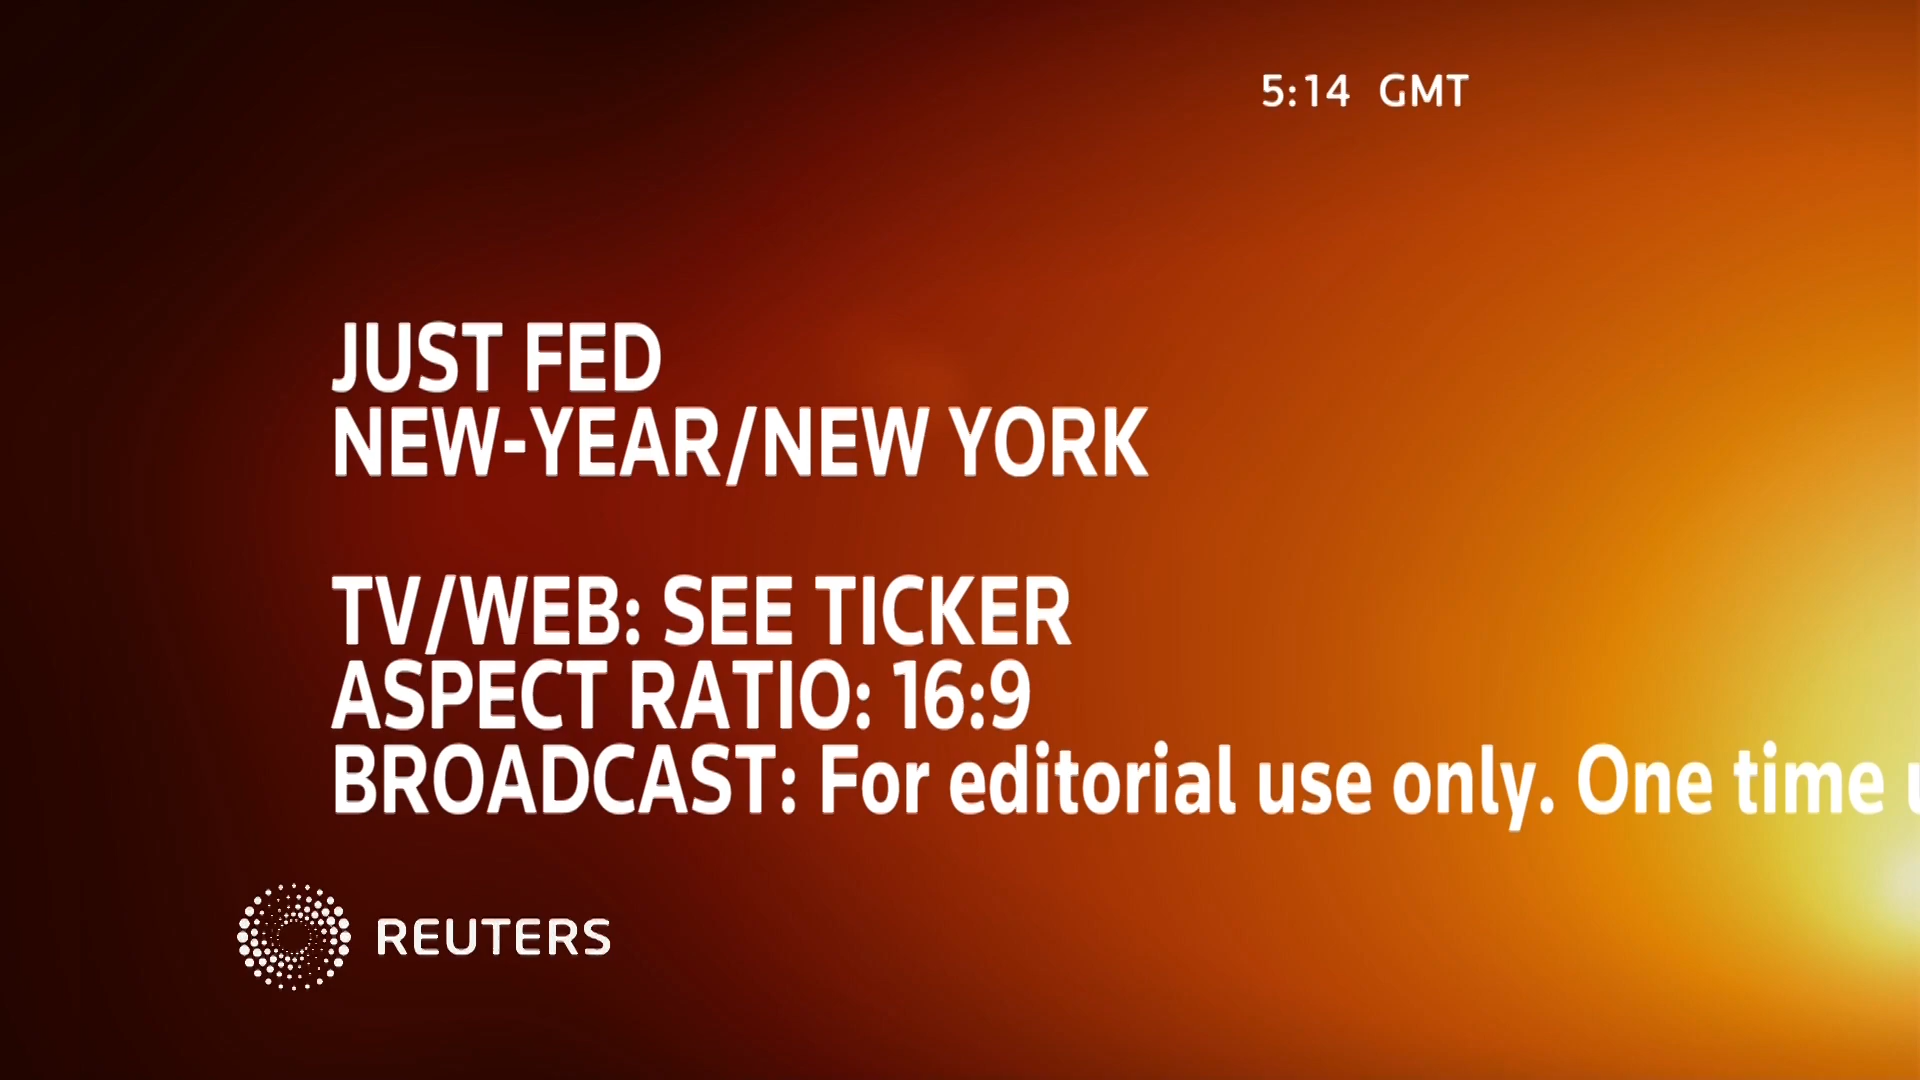 5:14 GMT
JUST FED
NEW-YEAR/NEW YORK
TV/WEB: SEE TICKER
ASPECT RATIO: 16:9
BROADCAST: For editorial use only. One time
REUTERS